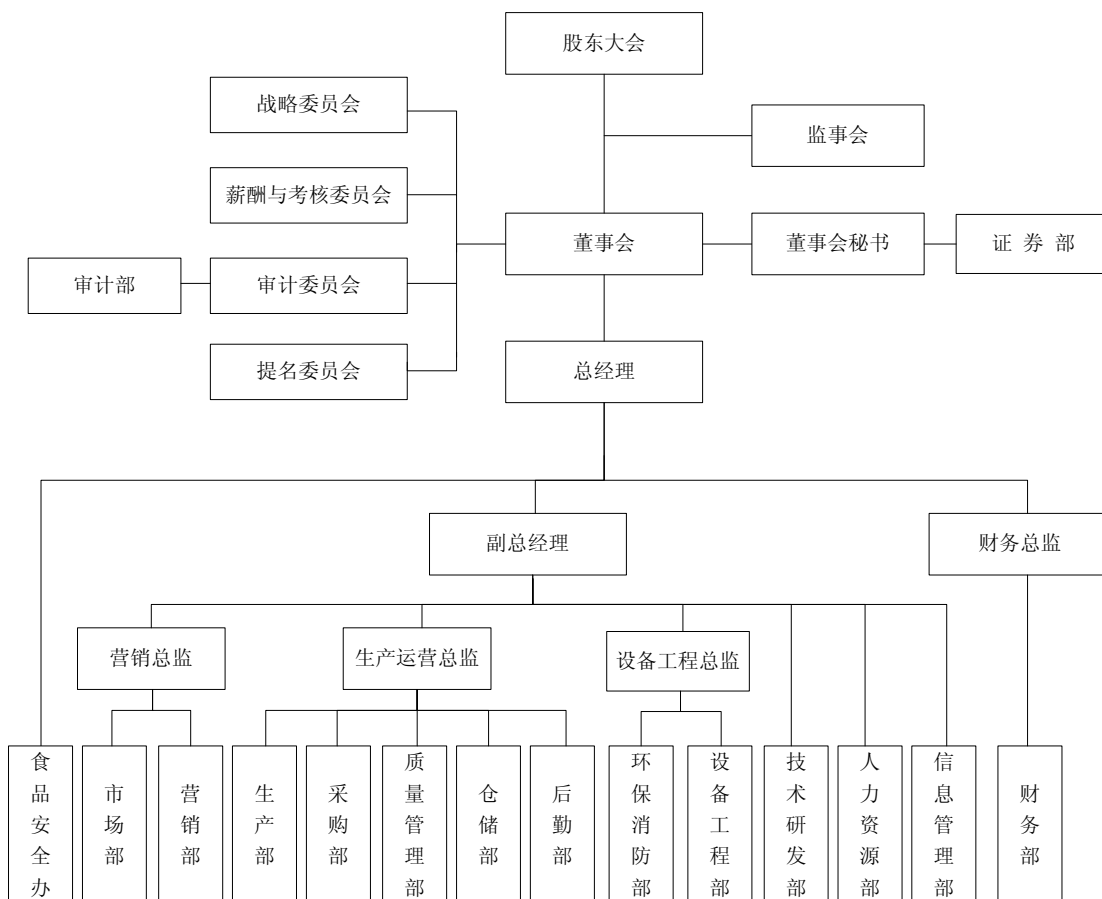 股东大会
战略委员会
监事会
薪酬与考核委员会
董事会
董事会秘书
证 券 部
审计部
审计委员会
提名委员会
总经理
副总经理
财务总监
营销总监
生产运营总监
设备工程总监
食品安全办
市场部
营销部
生产部
采购部
质量管理部
仓储部
后勤部
环保消防部
设备工程部
技术研发部
人力资源部
信息管理部
财务部